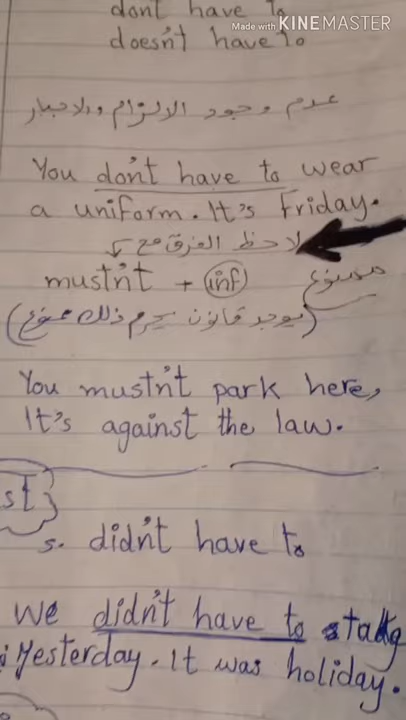 Made with KINEMASTER
dont have to
doesn't have to
عدم وجود الالزام والاجبار
You don't have to wear
a uniform. It's Friday.
لاحظ الفرق مع
mustn't + inf ممنوع
(يوجد قانون يحرم ذلك ممنوع)
You mustn't park here,
It's against the law.
st
s. didn't have to
We didn't have to
Yesterday. It was holiday.